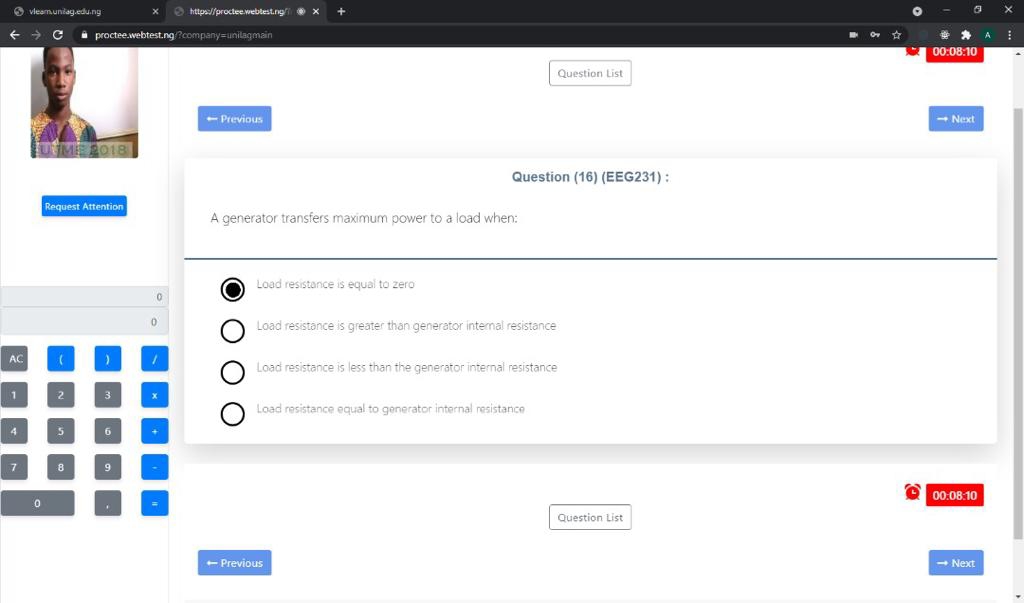 vlearn.unilag.edu.ng
https://proctee.webtest.ng/?
proctee.webtest.ng/?company=unilagmain
A
00:08:10
Question List
← Previous
→ Next
UTME 2018
Request Attention
Question (16) (EEG231) :
A generator transfers maximum power to a load when:
Load resistance is equal to zero
Load resistance is greater than generator internal resistance
Load resistance is less than the generator internal resistance
Load resistance equal to generator internal resistance
0
0
AC ( ) /
1 2 3 x
4 5 6 +
7 8 9 -
0 , =
00:08:10
Question List
← Previous
→ Next